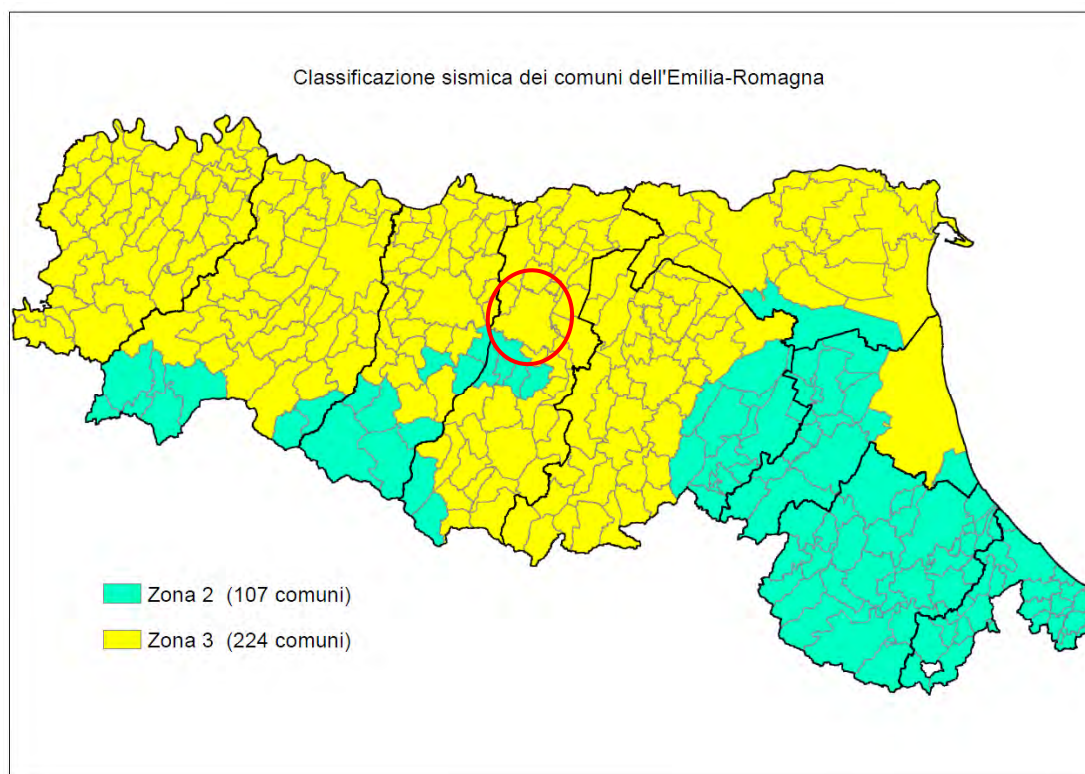 Classificazione sismica dei comuni dell'Emilia-Romagna
Zona 2 (107 comuni)
Zona 3 (224 comuni)